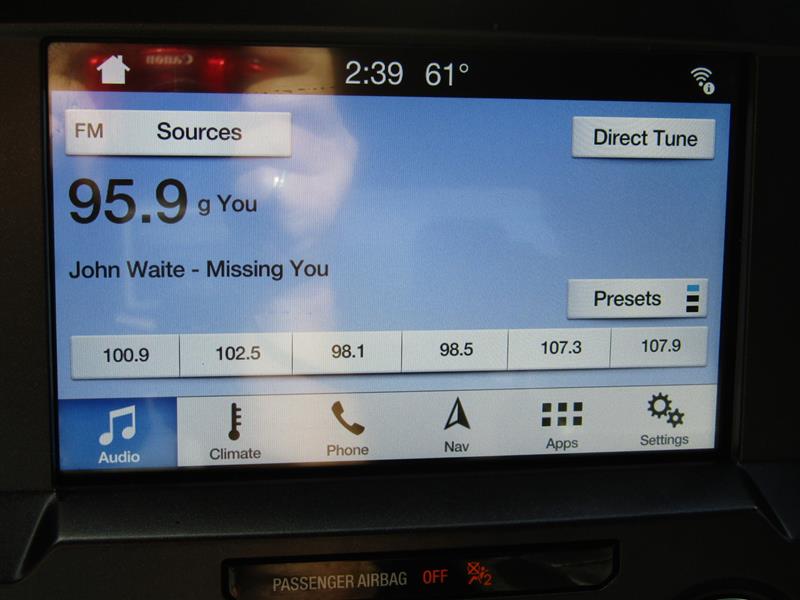 2:39 61°
FM Sources
Direct Tune
95.9 g You
John Waite - Missing You
Presets
100.9 102.5 98.1 98.5 107.3 107.9
Audio Climate Phone Nav Apps Settings
PASSENGER AIRBAG OFF 2